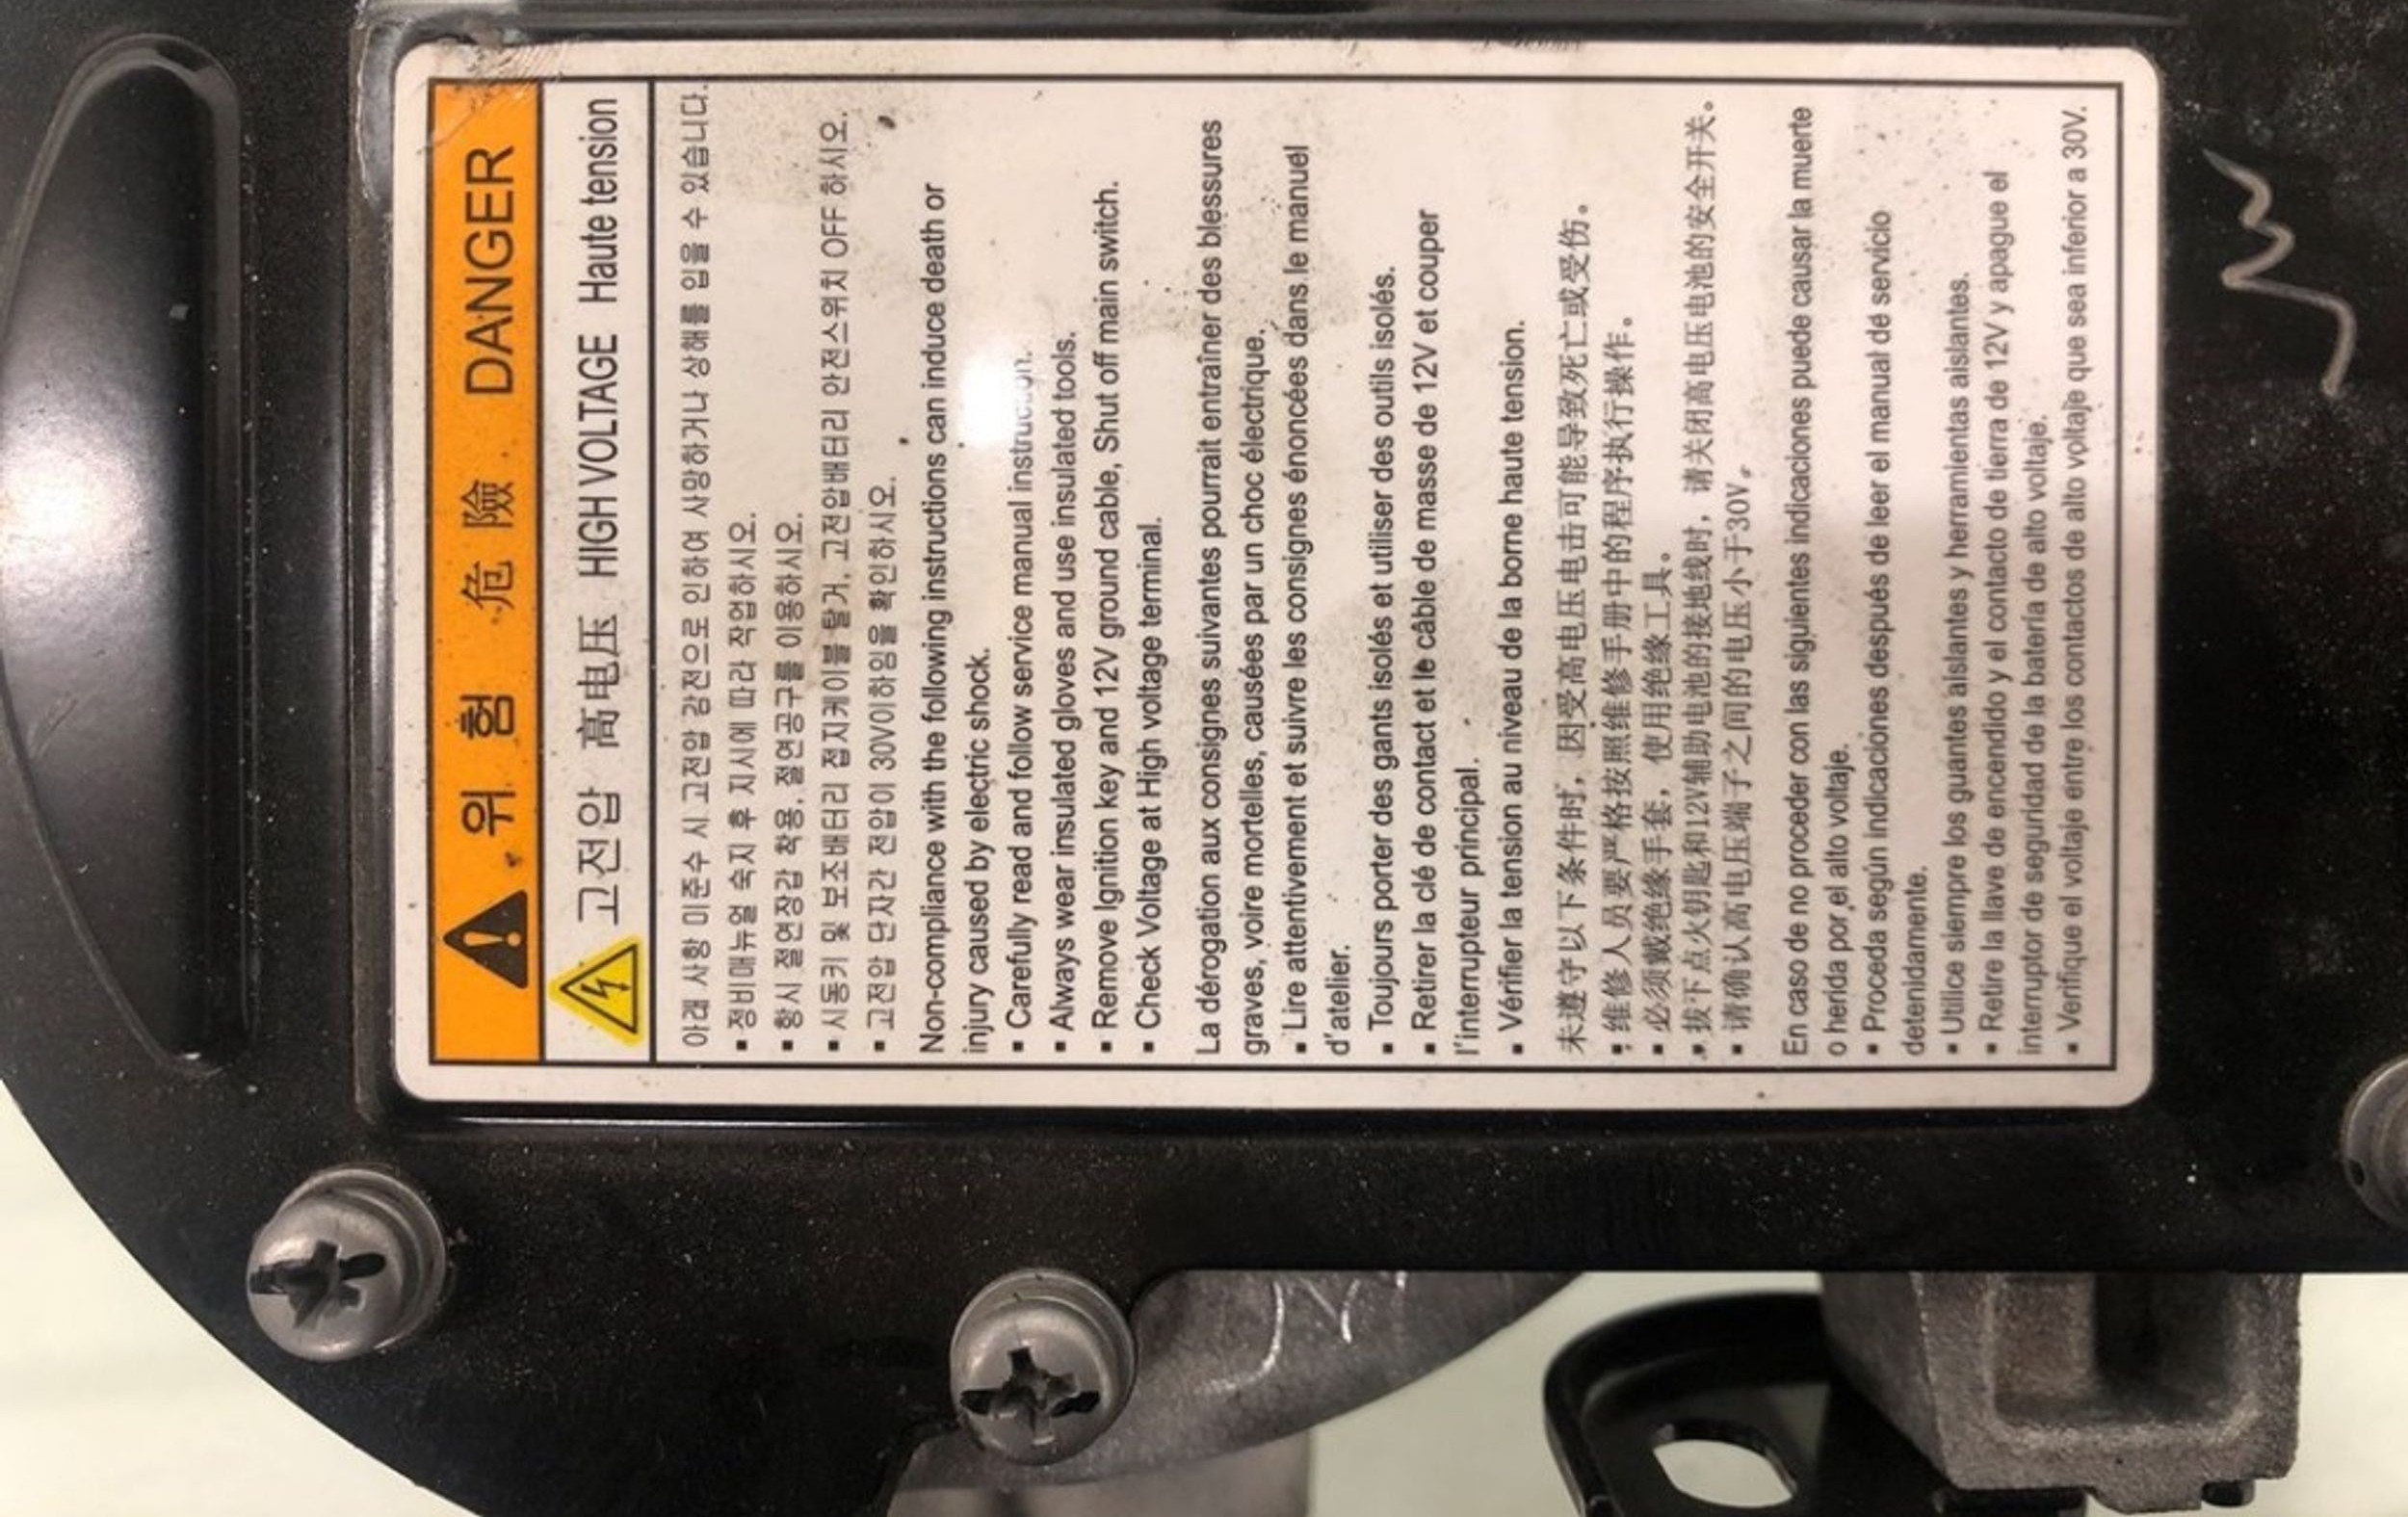 위 험 危 險 DANGER
고전압 高电压 HIGH VOLTAGE Haute tension
아래 사항 미준수 시 고전압 감전으로 인하여 사망하거나 상해를 입을 수 있습니다.
▪ 정비매뉴얼 숙지 후 지시에 따라 작업하시오.
▪ 항시 절연장갑 착용, 절연공구를 이용하시오.
▪ 시동키 및 보조배터리 접지케이블 탈거, 고전압배터리 안전스위치 OFF 하시오.
▪ 고전압 단자간 전압이 30V이하임을 확인하시오.
Non-compliance with the following instructions can induce death or
injury caused by electric shock.
▪ Carefully read and follow service manual instruction.
▪ Always wear insulated gloves and use insulated tools.
▪ Remove Ignition key and 12V ground cable, Shut off main switch.
▪ Check Voltage at High voltage terminal.
La dérogation aux consignes suivantes pourrait entraîner des blessures
graves, voire mortelles, causées par un choc électrique.
▪ Lire attentivement et suivre les consignes énoncées dans le manuel
d'atelier.
▪ Toujours porter des gants isolés et utiliser des outils isolés.
▪ Retirer la clé de contact et le câble de masse de 12V et couper
l'interrupteur principal.
▪ Vérifier la tension au niveau de la borne haute tension.
未遵守以下条件时，因受高电压电击可能导致死亡或受伤。
▪ 维修人员要严格按照维修手册中的程序执行操作。
▪ 必须戴绝缘手套，使用绝缘工具。
▪ 拔下点火钥匙和12V辅助电池的接地线时，请关闭高电压电池的安全开关。
▪ 请确认高电压端子之间的电压小于30V。
En caso de no proceder con las siguientes indicaciones puede causar la muerte
o herida por el alto voltaje.
▪ Proceda según indicaciones después de leer el manual de servicio
detenidamente.
▪ Utilice siempre los guantes aislantes y herramientas aislantes.
▪ Retire la llave de encendido y el contacto de tierra de 12V y apague el
interruptor de seguridad de la batería de alto voltaje.
▪ Verifique el voltaje entre los contactos de alto voltaje que sea inferior a 30V.